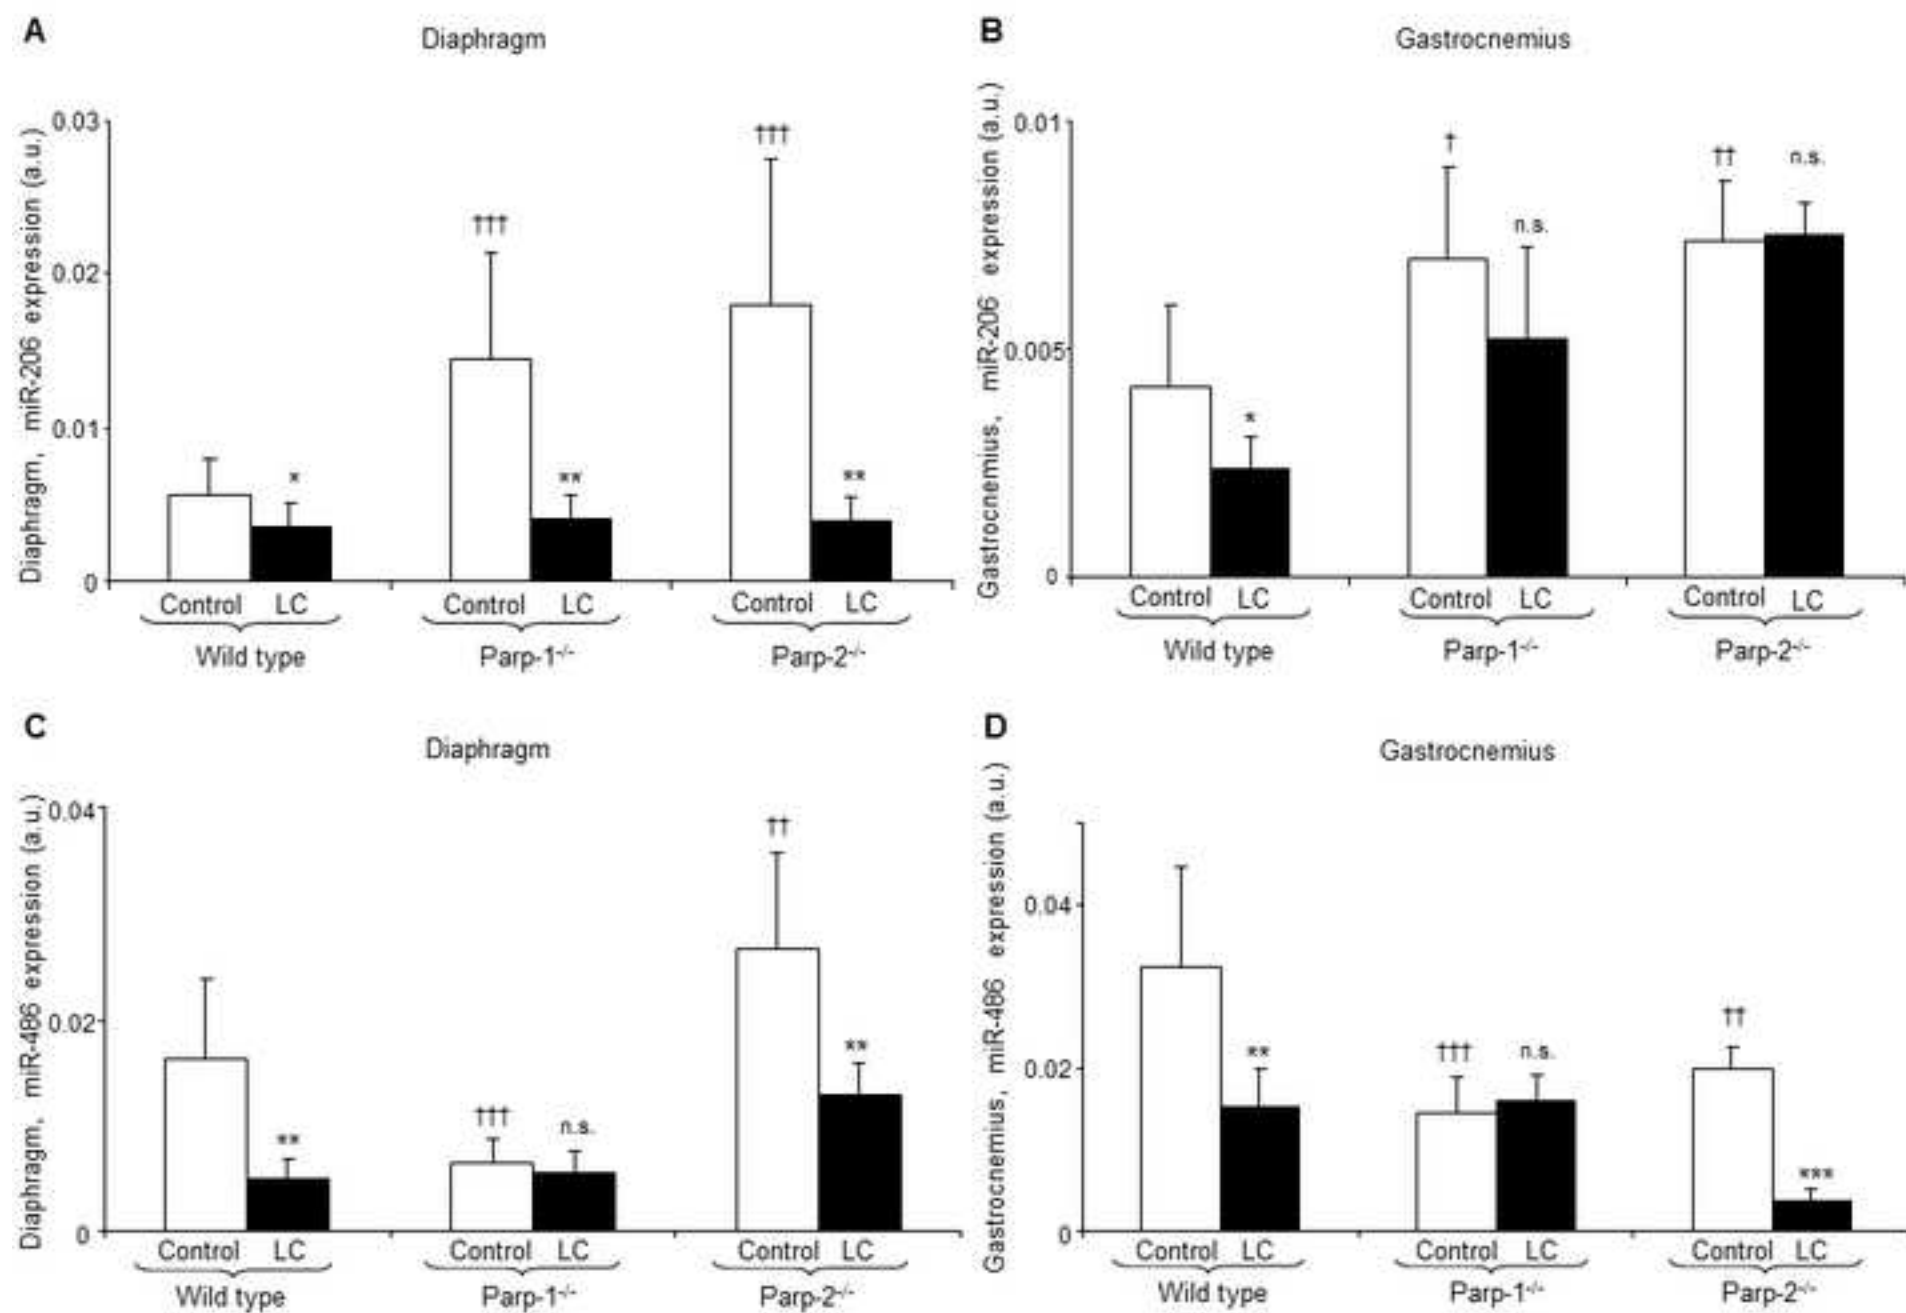 A
Diaphragm
Diaphragm, miR-206 expression (a.u.)
0.03
0.02
0.01
0
†††
†††
*
**
**
Control LC
Control LC
Control LC
Wild type
Parp-1-/-
Parp-2-/-
B
Gastrocnemius
Gastrocnemius, miR-206 expression (a.u.)
0.01
0.005
0
†
††
n.s.
n.s.
*
Control LC
Control LC
Control LC
Wild type
Parp-1-/-
Parp-2-/-
C
Diaphragm
Diaphragm, miR-486 expression (a.u.)
0.04
0.02
0
††
**
†††
n.s.
**
Control LC
Control LC
Control LC
Wild type
Parp-1-/-
Parp-2-/-
D
Gastrocnemius
Gastrocnemius, miR-486 expression (a.u.)
0.04
0.02
0
††
**
†††
n.s.
***
Control LC
Control LC
Control LC
Wild type
Parp-1-/-
Parp-2-/-